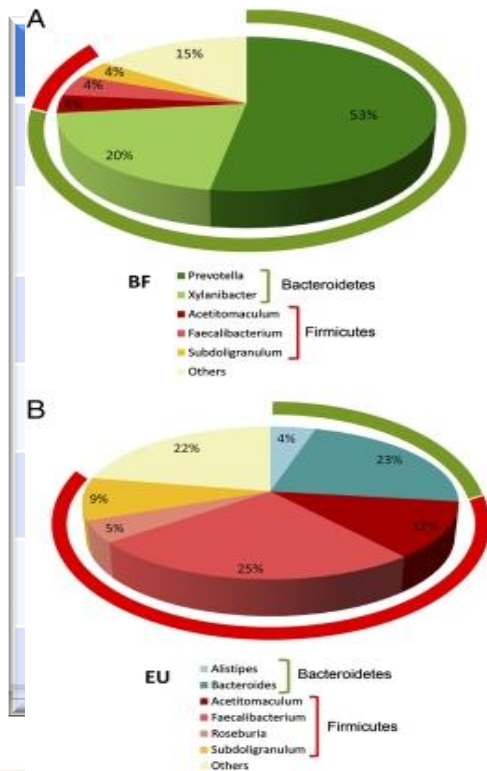 A
15%
4%
4%
53%
20%
BF
Prevotella
Xylanibacter
Bacteroidetes
Acetitomaculum
Faecalibacterium
Subdoligranulum
Firmicutes
Others
B
4%
22%
23%
9%
12%
5%
25%
EU
Alistipes
Bacteroides
Bacteroidetes
Acetitomaculum
Faecalibacterium
Roseburia
Subdoligranulum
Firmicutes
Others